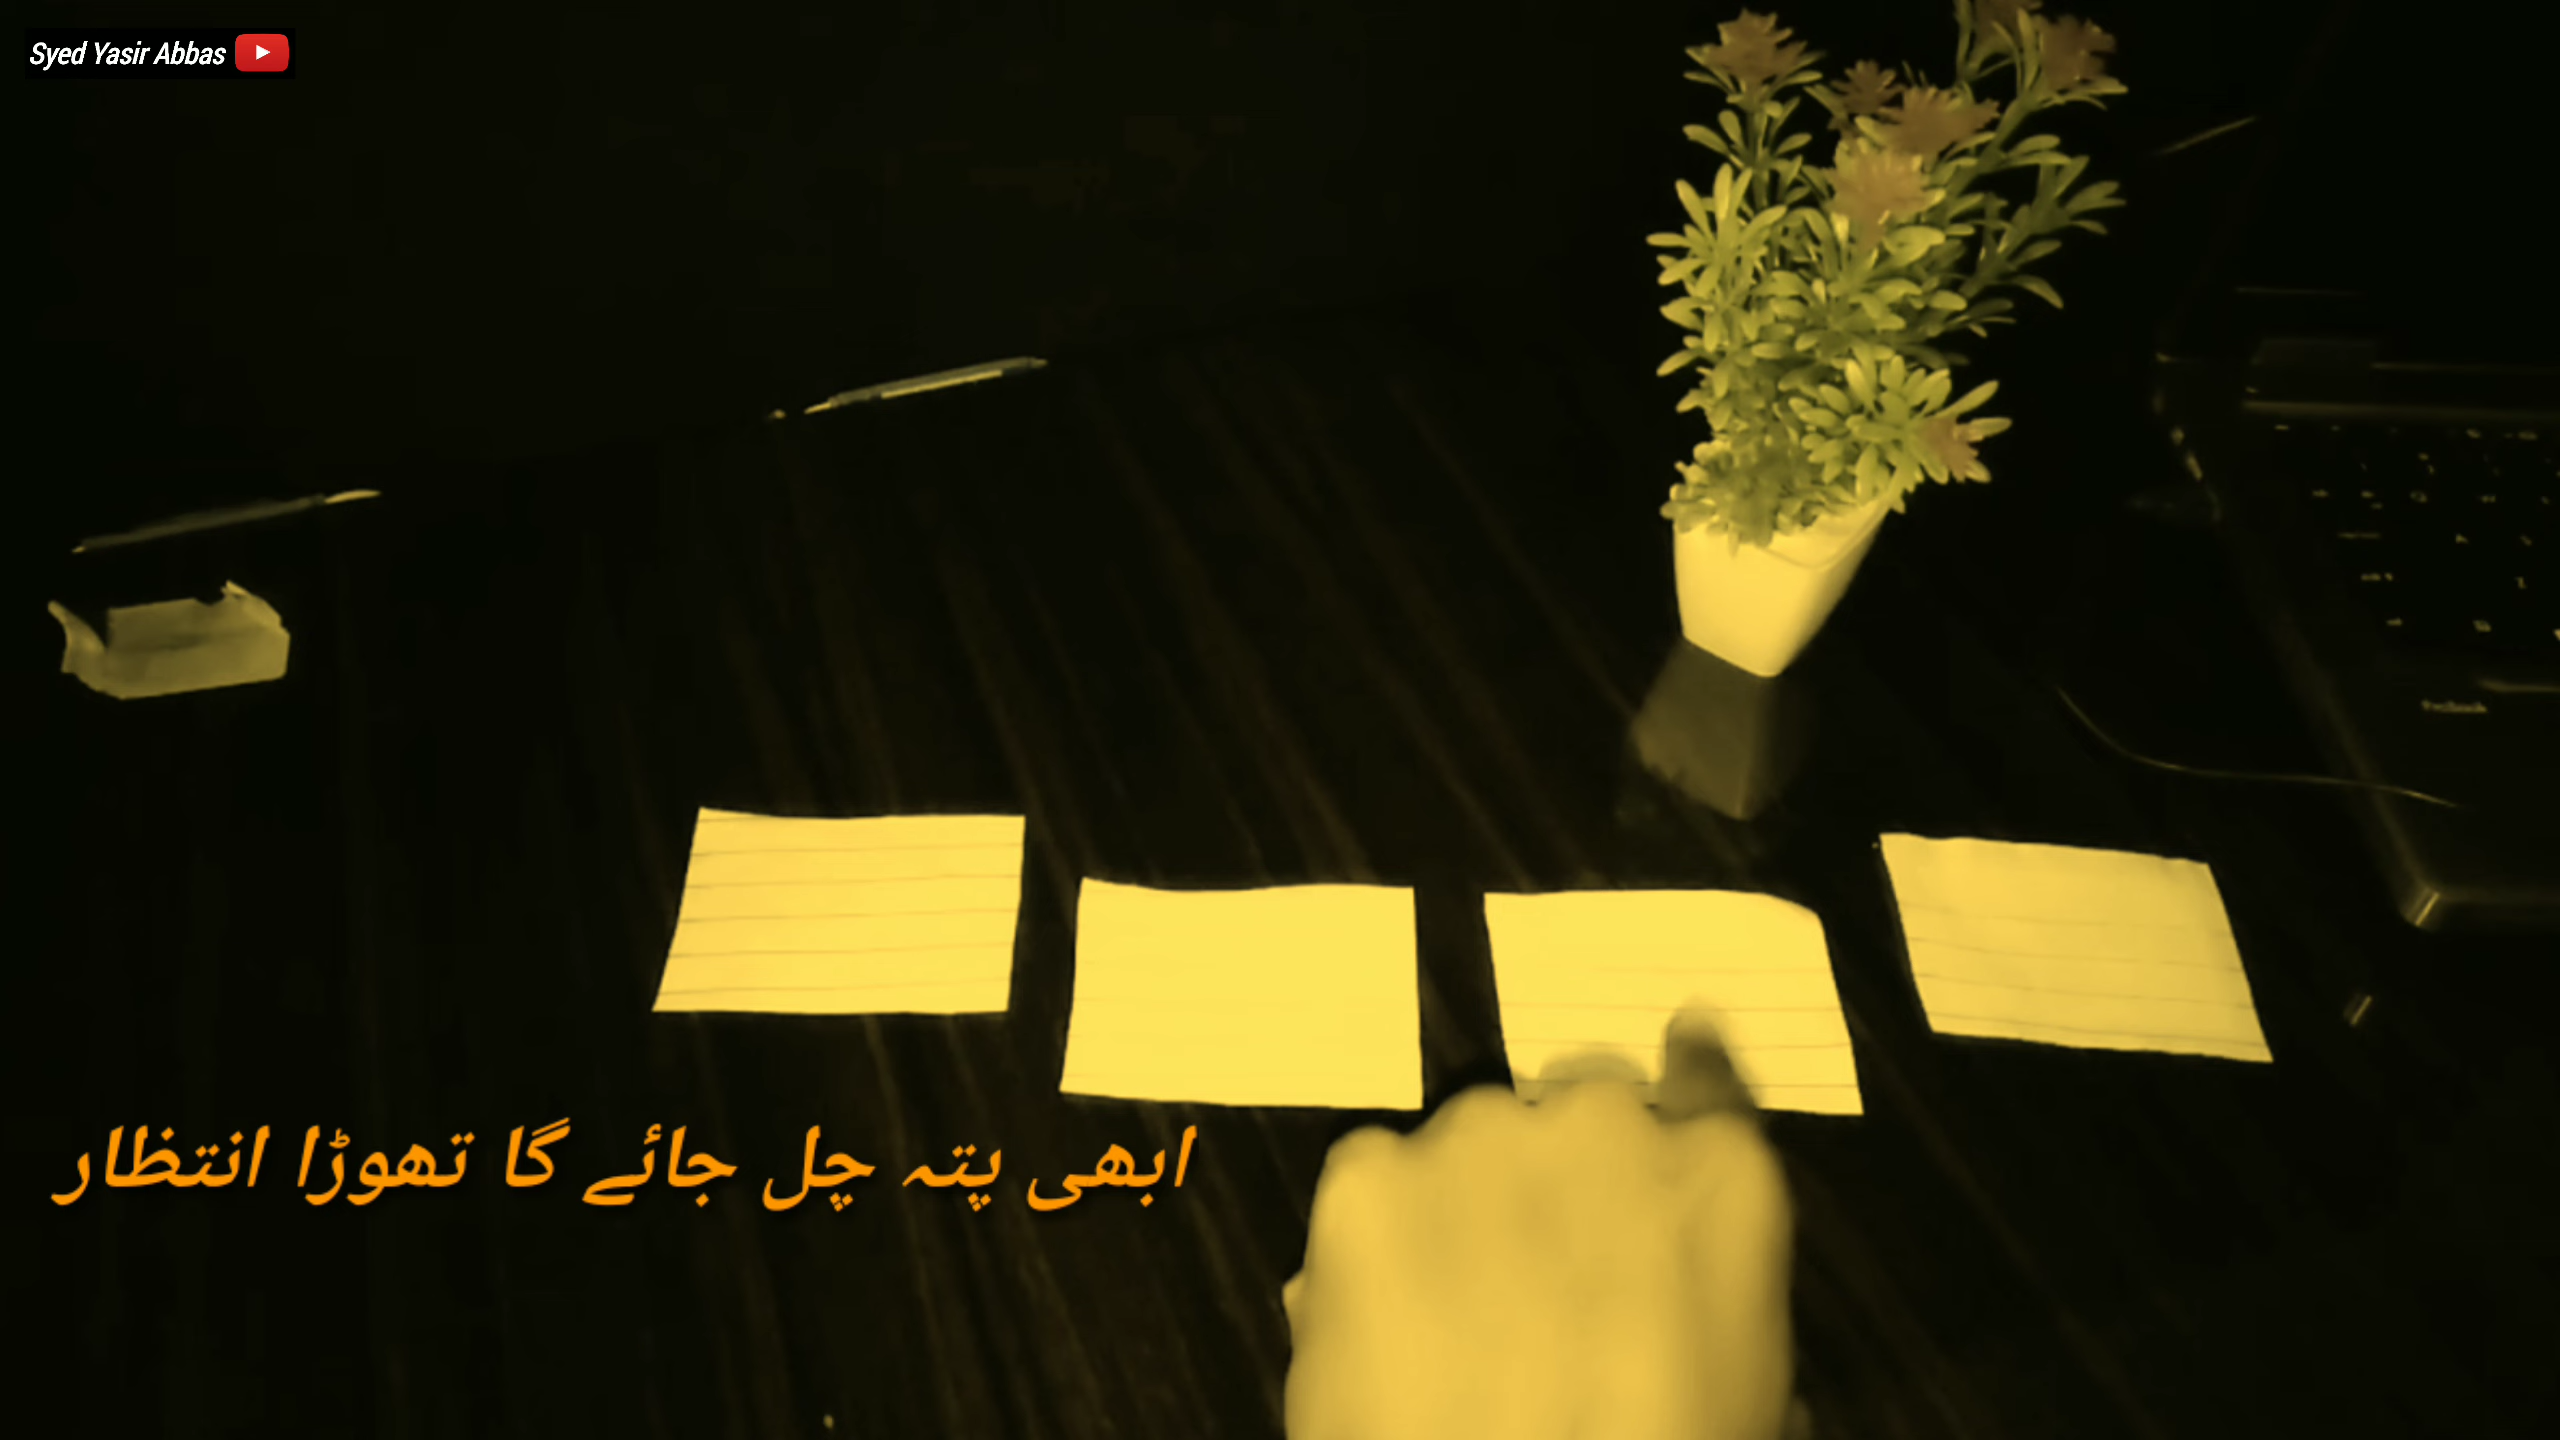 Syed Yasir Abbas
ابھی پتہ چل جائے گا تھوڑا انتظار